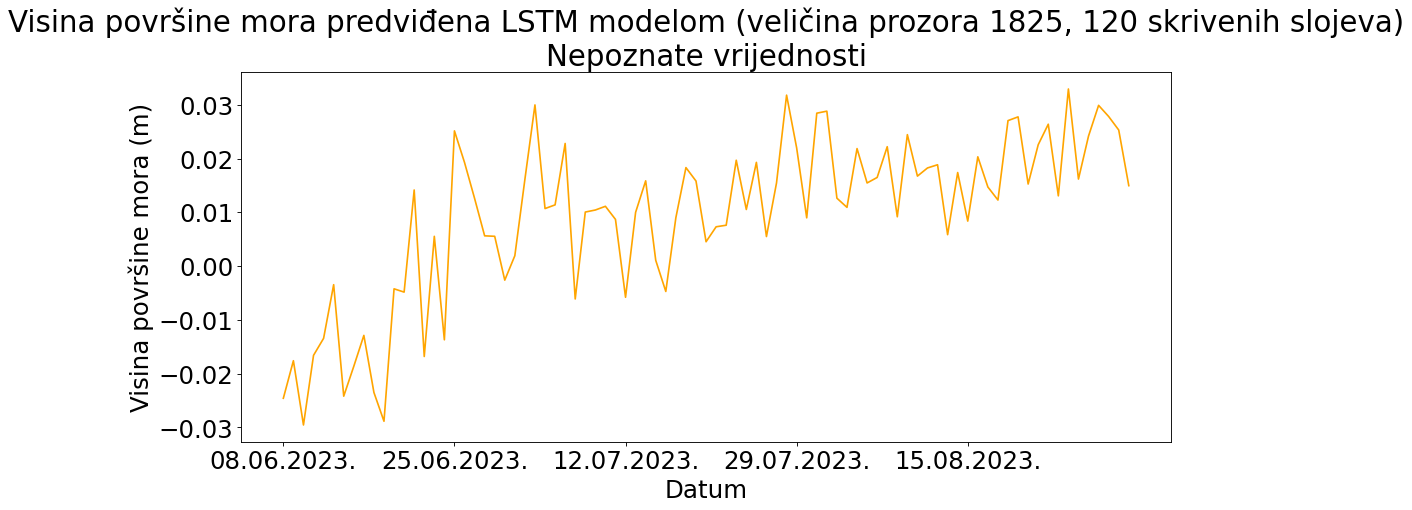 Visina površine mora predviđena LSTM modelom (veličina prozora 1825, 120 skrivenih slojeva)
Nepoznate vrijednosti
Visina površine mora (m)
0.03
0.02
0.01
0.00
−0.01
−0.02
−0.03
08.06.2023. 25.06.2023. 12.07.2023. 29.07.2023. 15.08.2023.
Datum